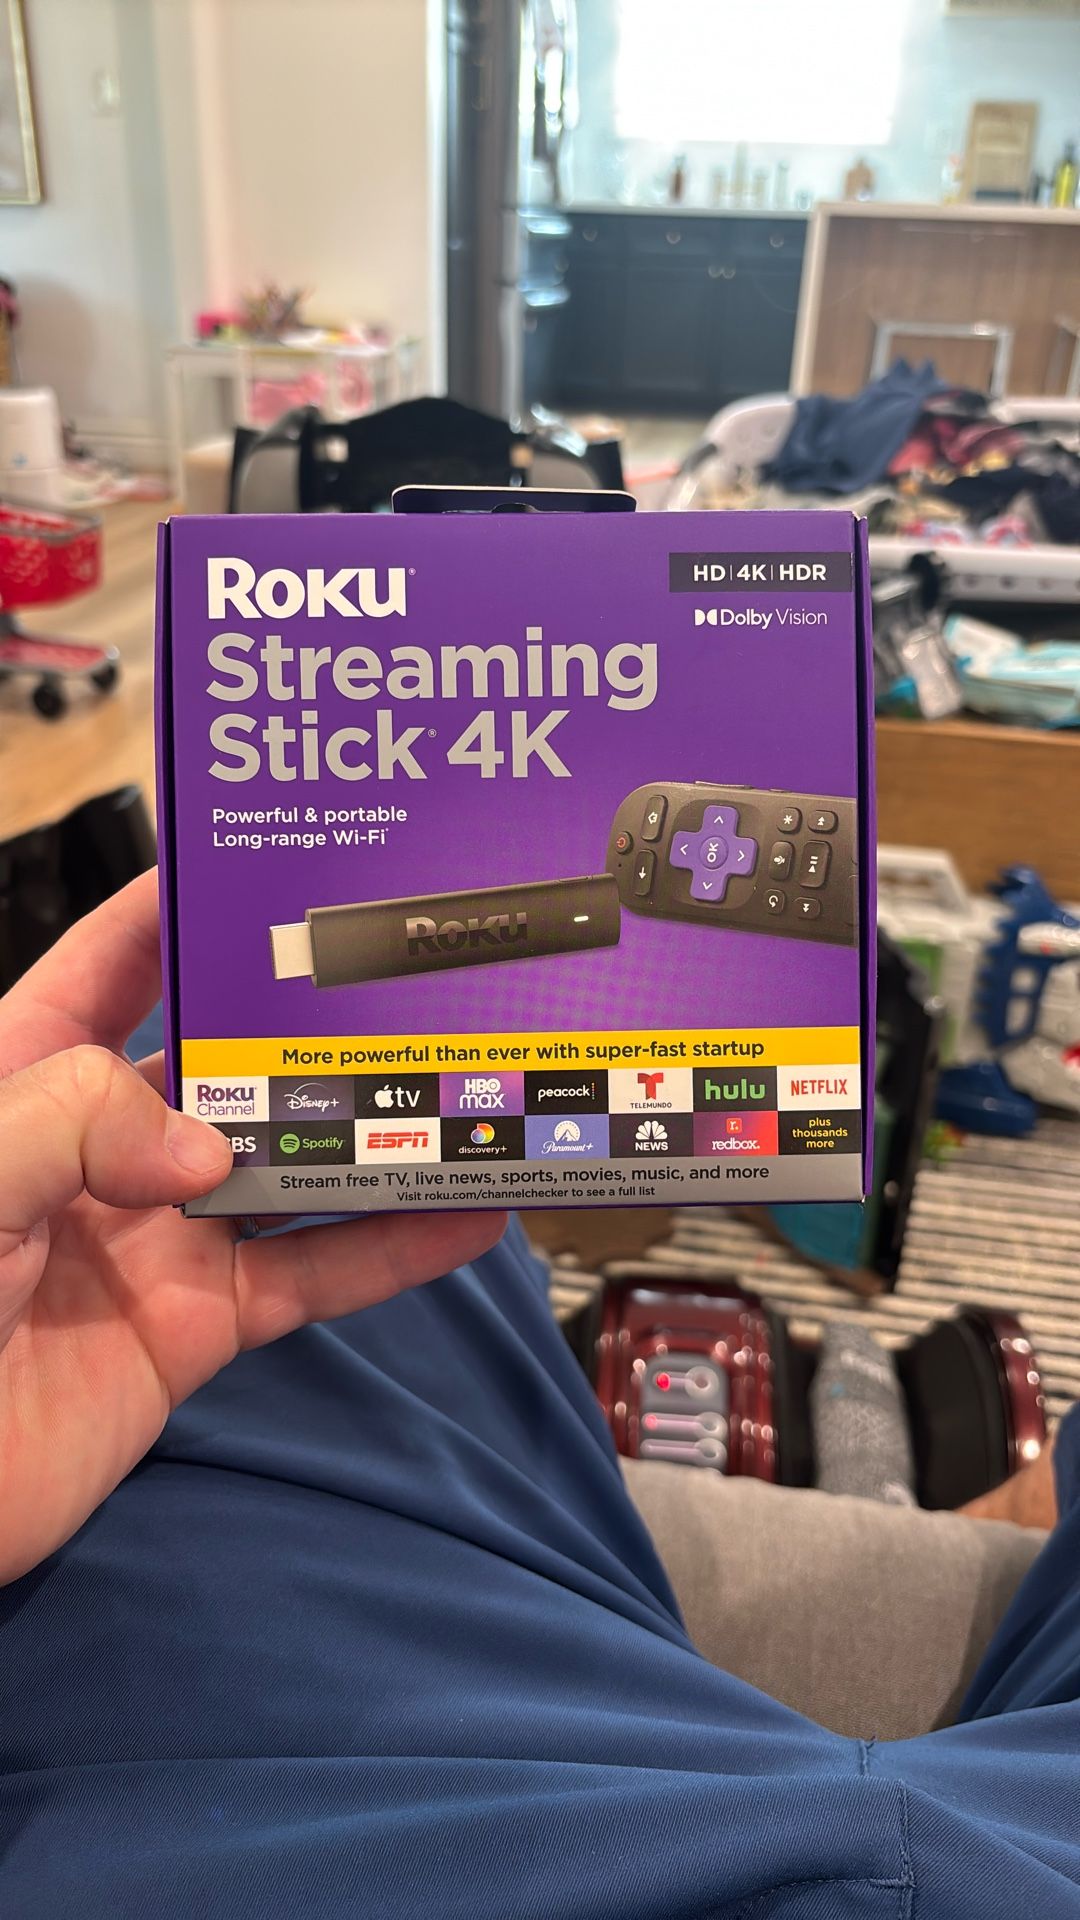 Roku®
HD | 4K | HDR
Dolby Vision
Streaming
Stick® 4K
Powerful & portable
Long-range Wi-Fi®
OK
Roku
More powerful than ever with super-fast startup
Roku Channel
Disney+
tv
HBO max
peacock
TELEMUNDO
hulu
NETFLIX
BS
Spotify
ESPN
discovery+
Paramount+
NEWS
r.
redbox.
plus thousands more
Stream free TV, live news, sports, movies, music, and more
Visit roku.com/channelchecker to see a full list